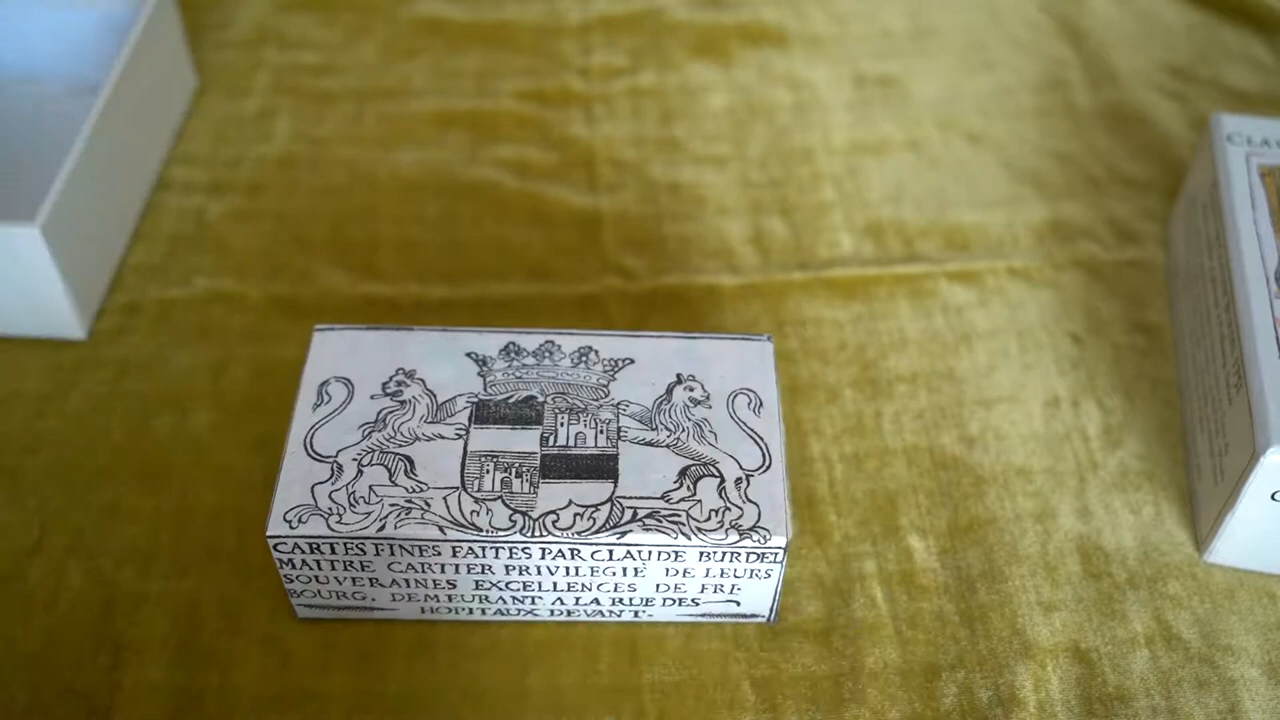 CARTES FINES FAITES PAR CLAUDE BURDEL
MAITRE CARTIER PRIVILEGIÈ DE LEURS
SOUVERAINES EXCELLENCES DE FRI-
BOURG. DEMEURANT A LA RUE DES
HOPITAUX DEVANT-